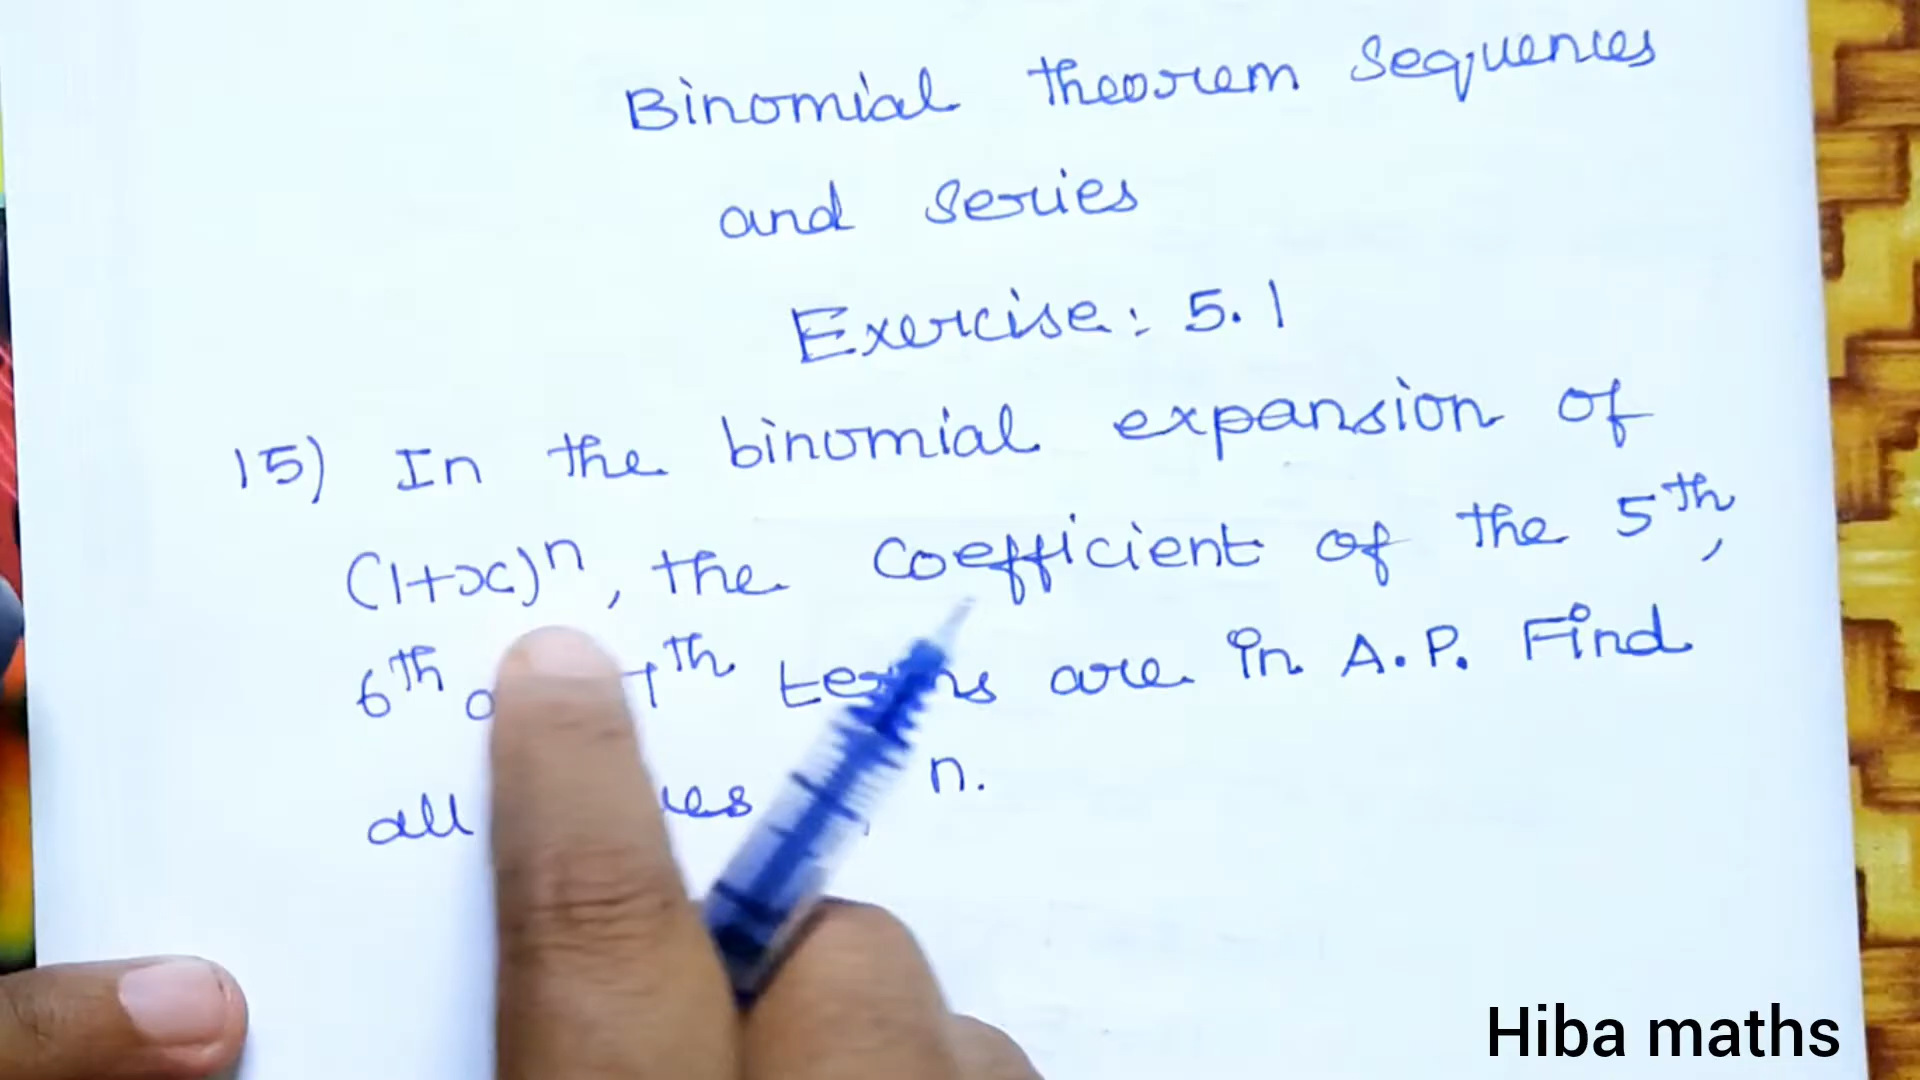 Binomial theorem sequences
and series
Exercise: 5.1
15) In the binomial expansion of
(1+x)ⁿ, the coefficient of the 5th,
6th 7th terms are in A.P. Find
all n.
Hiba maths